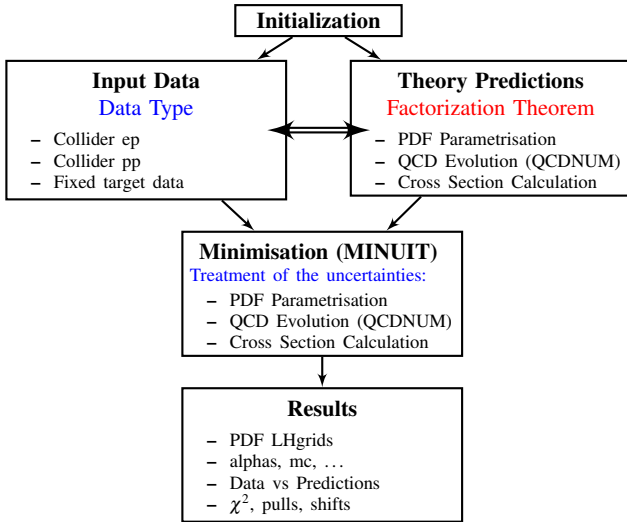 Initialization
Input Data
Data Type
– Collider ep
– Collider pp
– Fixed target data
Theory Predictions
Factorization Theorem
– PDF Parametrisation
– QCD Evolution (QCDNUM)
– Cross Section Calculation
Minimisation (MINUIT)
Treatment of the uncertainties:
– PDF Parametrisation
– QCD Evolution (QCDNUM)
– Cross Section Calculation
Results
– PDF LHgrids
– alphas, mc, …
– Data vs Predictions
– χ², pulls, shifts